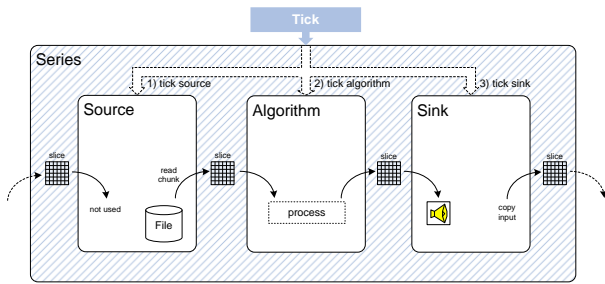 Tick
Series
1) tick source
2) tick algorithm
3) tick sink
Source
Algorithm
Sink
slice
read
chunk
slice
slice
slice
not used
File
process
copy
input